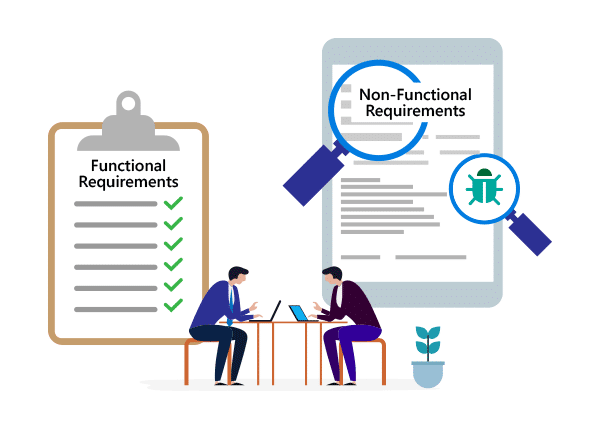 Functional
Requirements
Non-Functional
Requirements